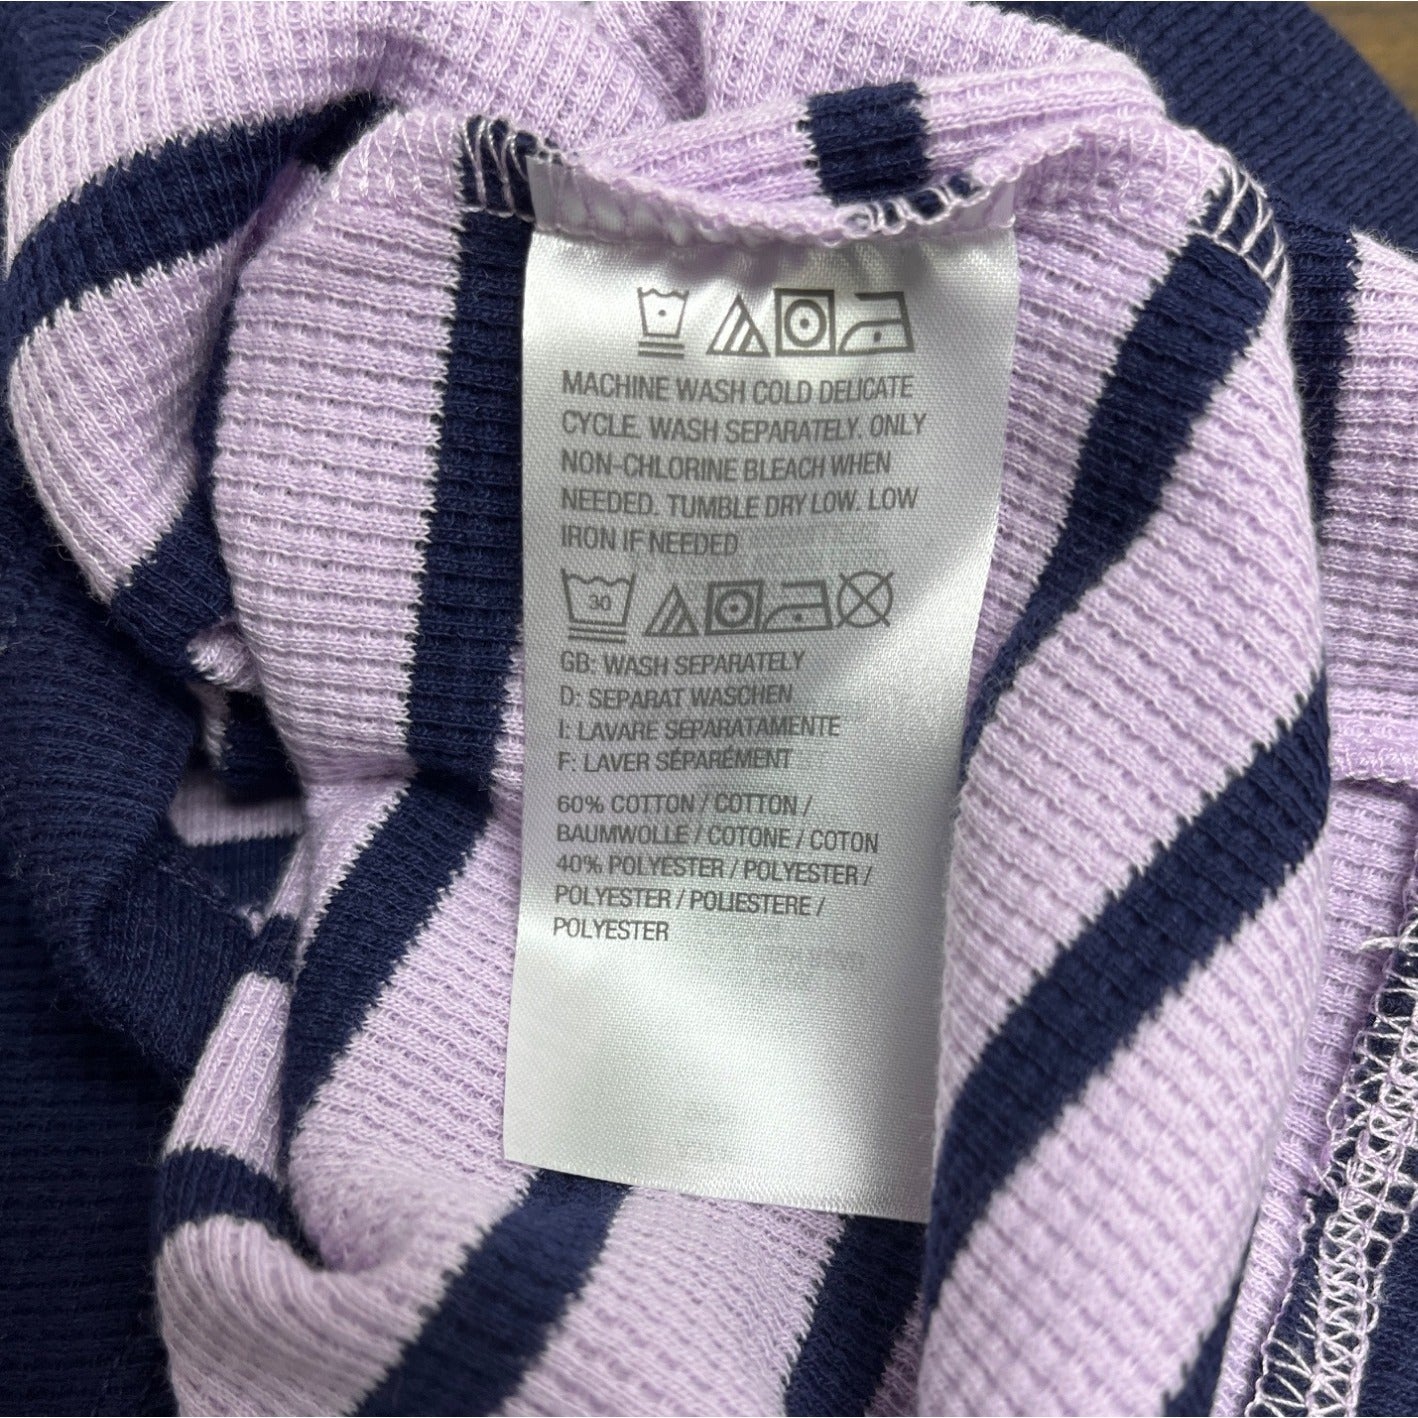 MACHINE WASH COLD DELICATE
CYCLE. WASH SEPARATELY. ONLY
NON-CHLORINE BLEACH WHEN
NEEDED. TUMBLE DRY LOW. LOW
IRON IF NEEDED
30
GB: WASH SEPARATELY
D: SEPARAT WASCHEN
I: LAVARE SEPARATAMENTE
F: LAVER SÉPARÉMENT
60% COTTON / COTTON /
BAUMWOLLE / COTONE / COTON
40% POLYESTER / POLYESTER /
POLYESTER / POLIESTERE /
POLYESTER